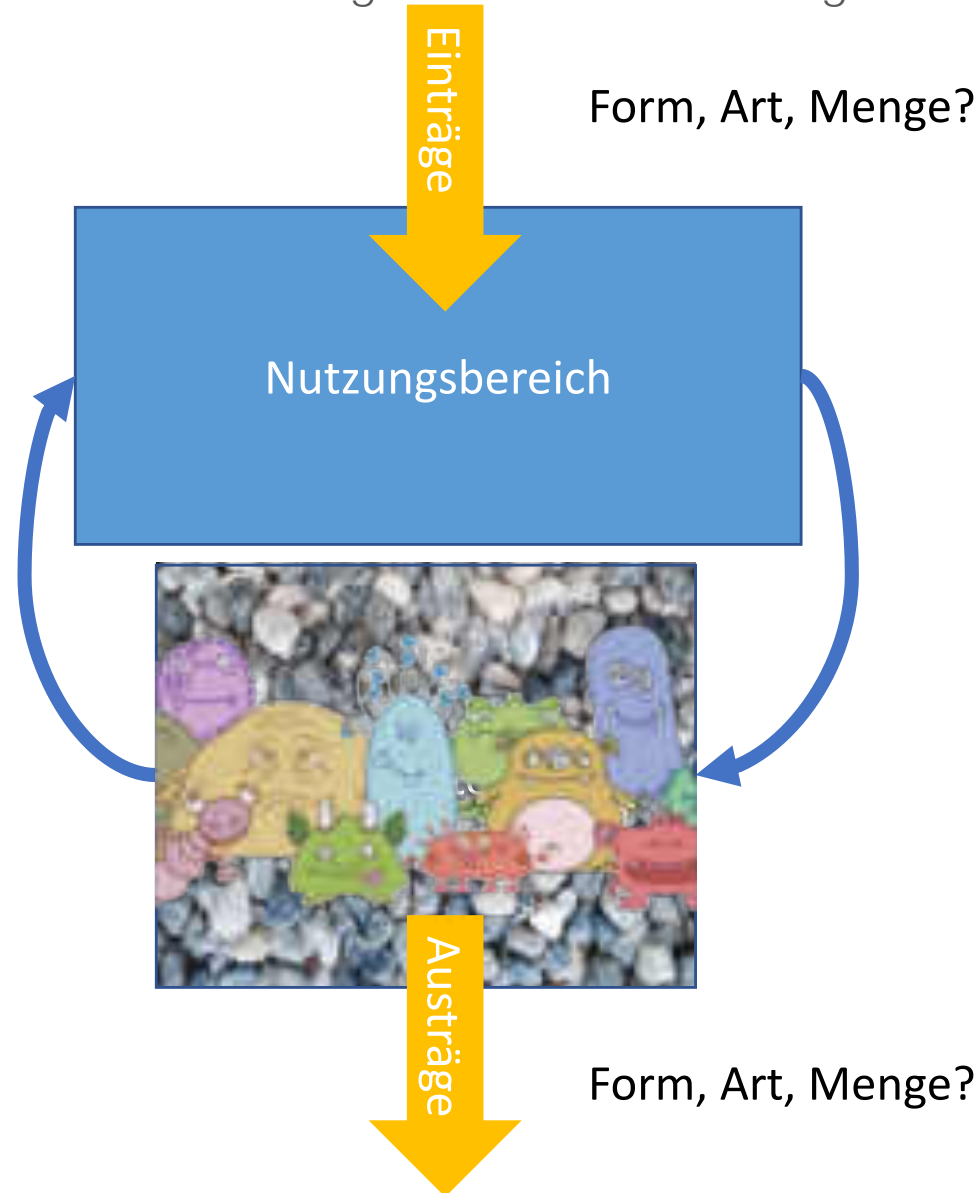 Einträge
Form, Art, Menge?
Nutzungsbereich
Austräge
Form, Art, Menge?